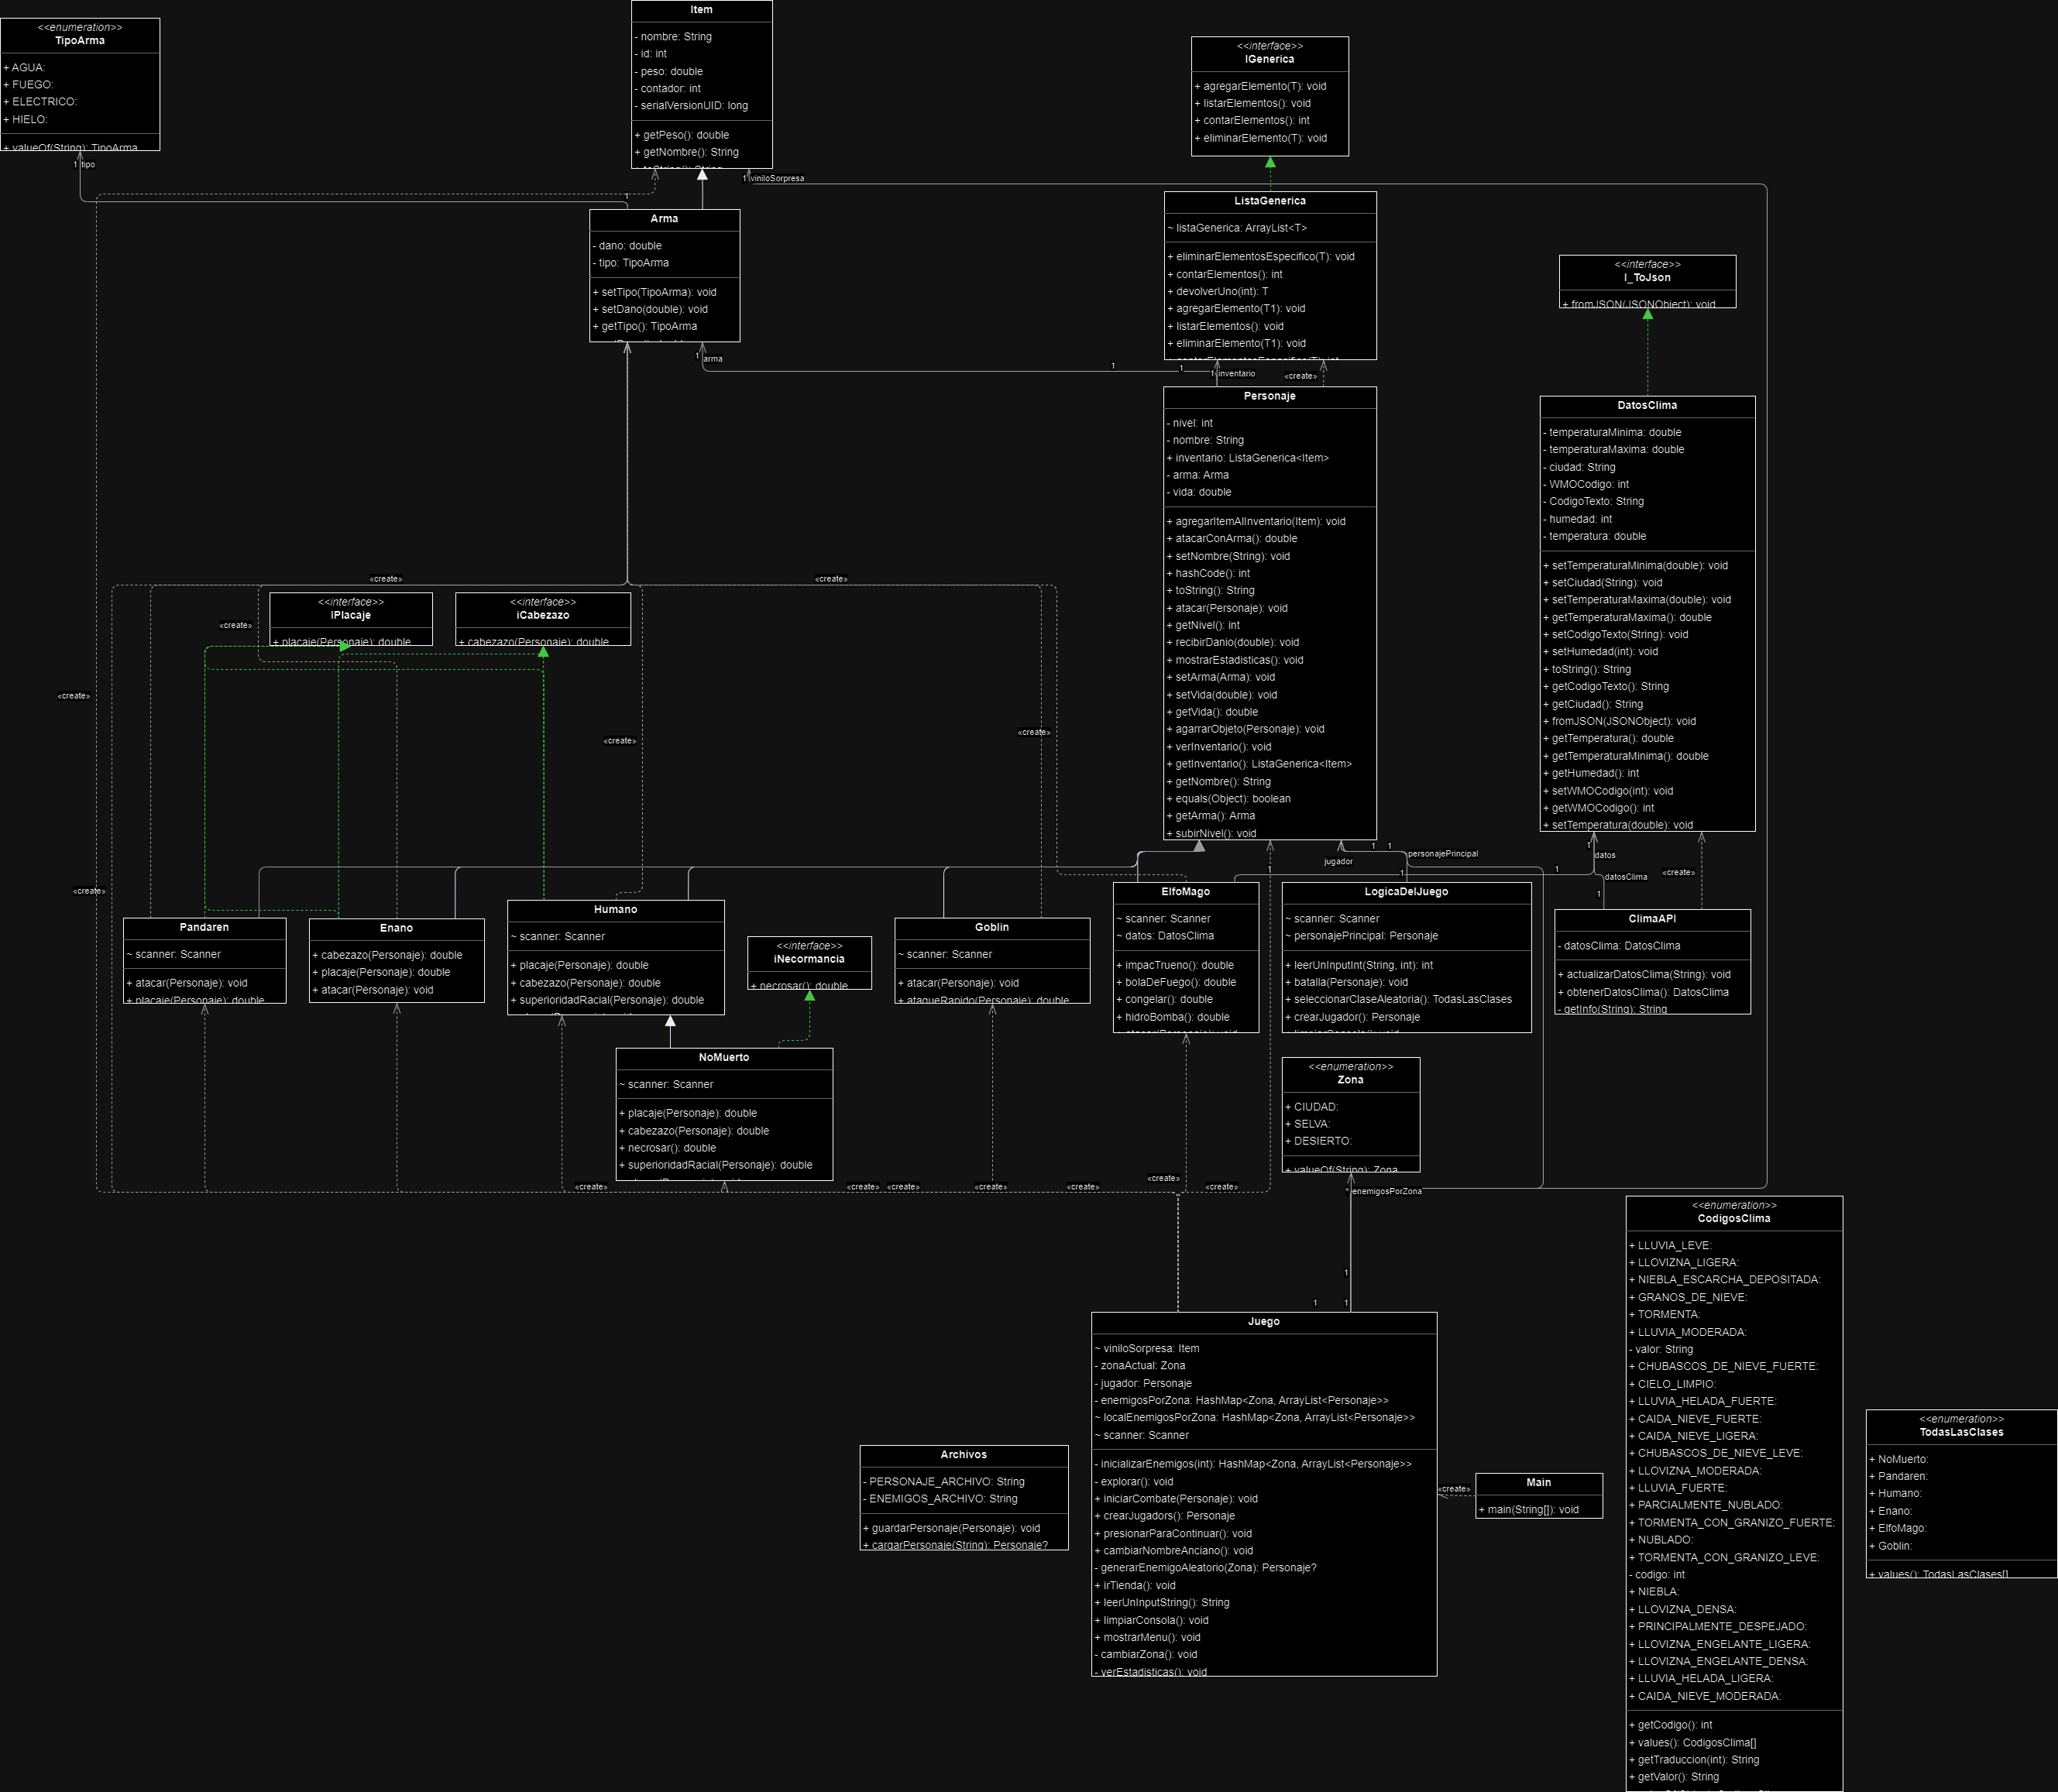 <<enumeration>>
TipoArma
+ AGUA:
+ FUEGO:
+ ELECTRICO:
+ HIELO:
+ valueOf(String): TipoArma
1
tipo
Item
- nombre: String
- id: int
- peso: double
- contador: int
- serialVersionUID: long
+ getPeso(): double
+ getNombre(): String
+ toString(): String
1
viniloSorpresa
<<interface>>
IGenerica
+ agregarElemento(T): void
+ listarElementos(): void
+ contarElementos(): int
+ eliminarElemento(T): void
1
Arma
- dano: double
- tipo: TipoArma
+ setTipo(TipoArma): void
+ setDano(double): void
+ getTipo(): TipoArma
1
arma
ListaGenerica
~ listaGenerica: ArrayList<T>
+ eliminarElementosEspecifico(T): void
+ contarElementos(): int
+ devolverUno(int): T
+ agregarElemento(T1): void
+ listarElementos(): void
+ eliminarElemento(T1): void
+ contarElementosEspecifico(T): int
1
1
1
inventario
«create»
<<interface>>
I_ToJson
+ fromJSON(JSONObject): void
Personaje
- nivel: int
- nombre: String
+ inventario: ListaGenerica<Item>
- arma: Arma
- vida: double
+ agregarItemAlInventario(Item): void
+ atacarConArma(): double
+ setNombre(String): void
+ hashCode(): int
+ toString(): String
+ atacar(Personaje): void
+ getNivel(): int
+ recibirDanio(double): void
+ mostrarEstadisticas(): void
+ setArma(Arma): void
+ setVida(double): void
+ getVida(): double
+ agarrarObjeto(Personaje): void
+ verInventario(): void
+ getInventario(): ListaGenerica<Item>
+ getNombre(): String
+ equals(Object): boolean
+ getArma(): Arma
+ subirNivel(): void
DatosClima
- temperaturaMinima: double
- temperaturaMaxima: double
- ciudad: String
- WMOCodigo: int
- CodigoTexto: String
- humedad: int
- temperatura: double
+ setTemperaturaMinima(double): void
+ setCiudad(String): void
+ setTemperaturaMaxima(double): void
+ getTemperaturaMaxima(): double
+ setCodigoTexto(String): void
+ setHumedad(int): void
+ toString(): String
+ getCodigoTexto(): String
+ getCiudad(): String
+ fromJSON(JSONObject): void
+ getTemperatura(): double
+ getTemperaturaMinima(): double
+ getHumedad(): int
+ setWMOCodigo(int): void
+ getWMOCodigo(): int
+ setTemperatura(double): void
«create»
«create»
<<interface>>
IPlacaje
+ placaje(Personaje): double
<<interface>>
iCabezazo
+ cabezazo(Personaje): double
«create»
«create»
«create»
«create»
«create»
1
1
1
jugador
personajePrincipal
1
1
1
1
datos
datosClima
«create»
1
Pandaren
~ scanner: Scanner
+ atacar(Personaje): void
+ placaje(Personaje): double
Enano
+ cabezazo(Personaje): double
+ placaje(Personaje): double
+ atacar(Personaje): void
Humano
~ scanner: Scanner
+ placaje(Personaje): double
+ cabezazo(Personaje): double
+ superioridadRacial(Personaje): double
<<interface>>
iNecormancia
+ necrosar(): double
Goblin
~ scanner: Scanner
+ atacar(Personaje): void
+ ataqueRapido(Personaje): double
ElfoMago
~ scanner: Scanner
~ datos: DatosClima
+ impacTrueno(): double
+ bolaDeFuego(): double
+ congelar(): double
+ hidroBomba(): double
+ atacar(Personaje): void
LogicaDelJuego
~ scanner: Scanner
~ personajePrincipal: Personaje
+ leerUnInputInt(String, int): int
+ batalla(Personaje): void
+ seleccionarClaseAleatoria(): TodasLasClases
+ crearJugador(): Personaje
+ limpiarConsola(): void
ClimaAPI
- datosClima: DatosClima
+ actualizarDatosClima(String): void
+ obtenerDatosClima(): DatosClima
- getInfo(String): String
NoMuerto
~ scanner: Scanner
+ placaje(Personaje): double
+ cabezazo(Personaje): double
+ necrosar(): double
+ superioridadRacial(Personaje): double
<<enumeration>>
Zona
+ CIUDAD:
+ SELVA:
+ DESIERTO:
+ valueOf(String): Zona
«create»
«create»
«create»
«create»
«create»
«create»
«create»
*
enemigosPorZona
1
1
1
Juego
~ viniloSorpresa: Item
- zonaActual: Zona
- jugador: Personaje
- enemigosPorZona: HashMap<Zona, ArrayList<Personaje>>
~ localEnemigosPorZona: HashMap<Zona, ArrayList<Personaje>>
~ scanner: Scanner
- inicializarEnemigos(int): HashMap<Zona, ArrayList<Personaje>>
- explorar(): void
+ iniciarCombate(Personaje): void
+ crearJugadors(): Personaje
+ presionarParaContinuar(): void
+ cambiarNombreAnciano(): void
- generarEnemigoAleatorio(Zona): Personaje?
+ irTienda(): void
+ leerUnInputString(): String
+ limpiarConsola(): void
+ mostrarMenu(): void
- cambiarZona(): void
- verEstadisticas(): void
Archivos
- PERSONAJE_ARCHIVO: String
- ENEMIGOS_ARCHIVO: String
+ guardarPersonaje(Personaje): void
+ cargarPersonaje(String): Personaje?
«create»
Main
+ main(String[]): void
<<enumeration>>
CodigosClima
+ LLUVIA_LEVE:
+ LLOVIZNA_LIGERA:
+ NIEBLA_ESCARCHA_DEPOSITADA:
+ GRANOS_DE_NIEVE:
+ TORMENTA:
+ LLUVIA_MODERADA:
- valor: String
+ CHUBASCOS_DE_NIEVE_FUERTE:
+ CIELO_LIMPIO:
+ LLUVIA_HELADA_FUERTE:
+ CAIDA_NIEVE_FUERTE:
+ CAIDA_NIEVE_LIGERA:
+ CHUBASCOS_DE_NIEVE_LEVE:
+ LLOVIZNA_MODERADA:
+ LLUVIA_FUERTE:
+ PARCIALMENTE_NUBLADO:
+ TORMENTA_CON_GRANIZO_FUERTE:
+ NUBLADO:
+ TORMENTA_CON_GRANIZO_LEVE:
- codigo: int
+ NIEBLA:
+ LLOVIZNA_DENSA:
+ PRINCIPALMENTE_DESPEJADO:
+ LLOVIZNA_ENGELANTE_LIGERA:
+ LLOVIZNA_ENGELANTE_DENSA:
+ LLUVIA_HELADA_LIGERA:
+ CAIDA_NIEVE_MODERADA:
+ getCodigo(): int
+ values(): CodigosClima[]
+ getTraduccion(int): String
+ getValor(): String
<<enumeration>>
TodasLasClases
+ NoMuerto:
+ Pandaren:
+ Humano:
+ Enano:
+ ElfoMago:
+ Goblin:
+ values(): TodasLasClases[]